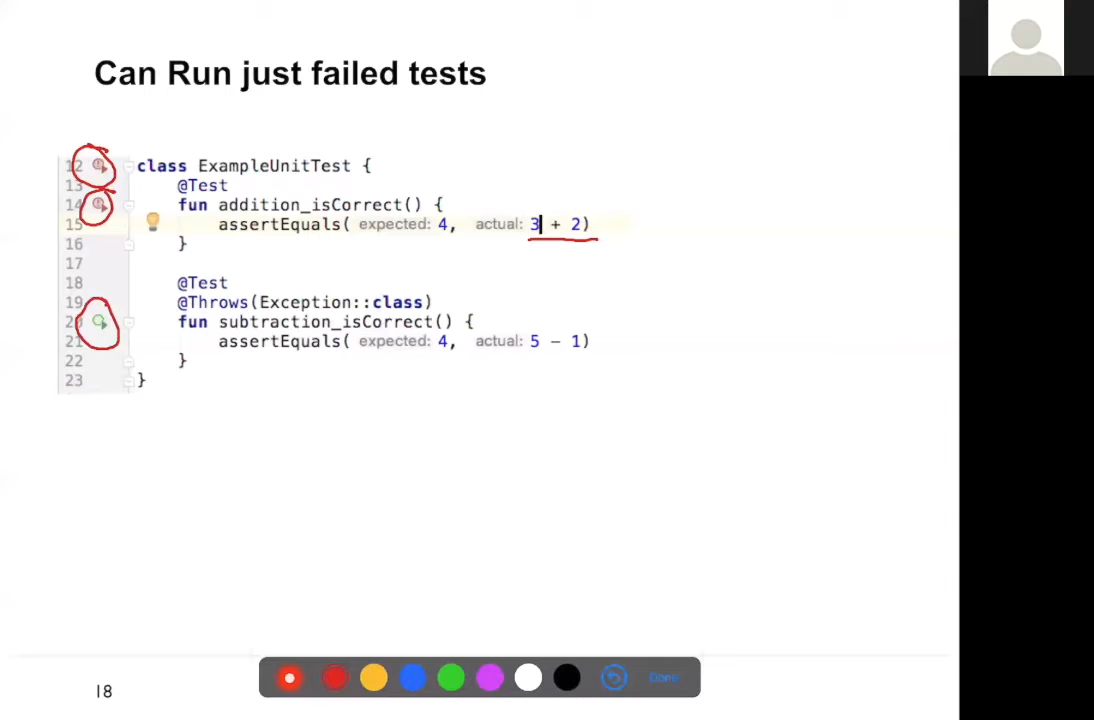 Can Run just failed tests
12 class ExampleUnitTest {
13 @Test
14 fun addition_isCorrect() {
15 assertEquals( expected: 4, actual: 3 + 2)
16 }
17
18 @Test
19 @Throws(Exception::class)
20 fun subtraction_isCorrect() {
21 assertEquals( expected: 4, actual: 5 - 1)
22 }
23 }
18
Done